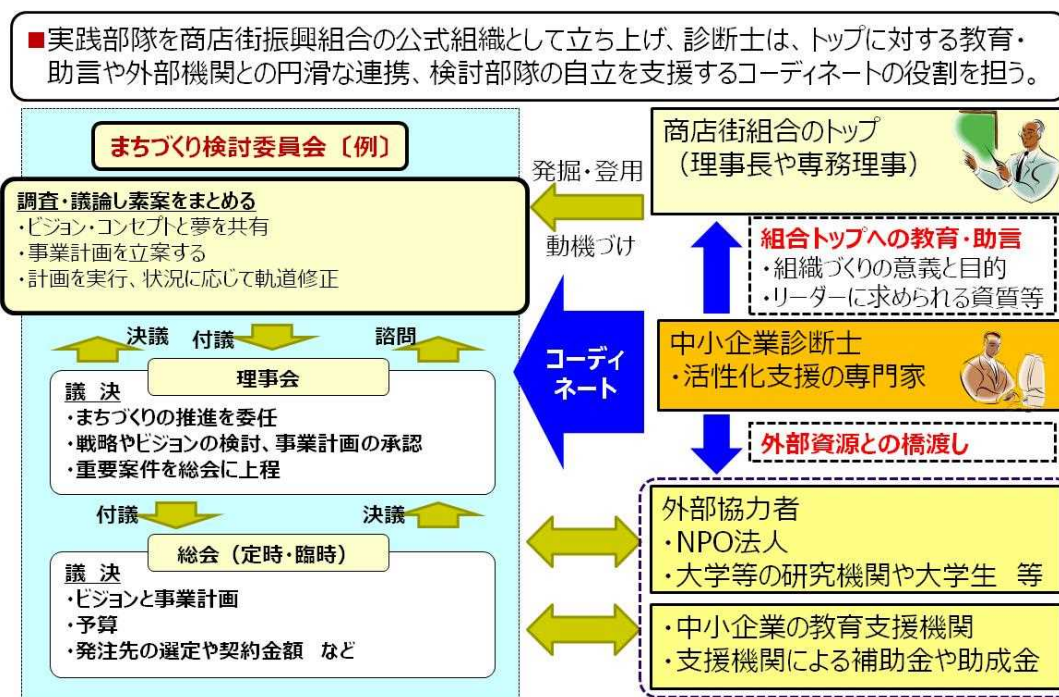 ■実践部隊を商店街振興組合の公式組織として立ち上げ、診断士は、トップに対する教育・
助言や外部機関との円滑な連携、検討部隊の自立を支援するコーディネートの役割を担う。
まちづくり検討委員会〔例〕
調査・議論し素案をまとめる
・ビジョン・コンセプトと夢を共有
・事業計画を立案する
・計画を実行、状況に応じて軌道修正
決議
付議
諮問
理事会
議 決
・まちづくりの推進を委任
・戦略やビジョンの検討、事業計画の承認
・重要案件を総会に上程
付議
決議
総会（定時・臨時）
議 決
・ビジョンと事業計画
・予算
・発注先の選定や契約金額 など
発掘・登用
動機づけ
コーディ
ネート
商店街組合のトップ
（理事長や専務理事）
組合トップへの教育・助言
・組織づくりの意義と目的
・リーダーに求められる資質等
中小企業診断士
・活性化支援の専門家
外部資源との橋渡し
外部協力者
・NPO法人
・大学等の研究機関や大学生 等
・中小企業の教育支援機関
・支援機関による補助金や助成金